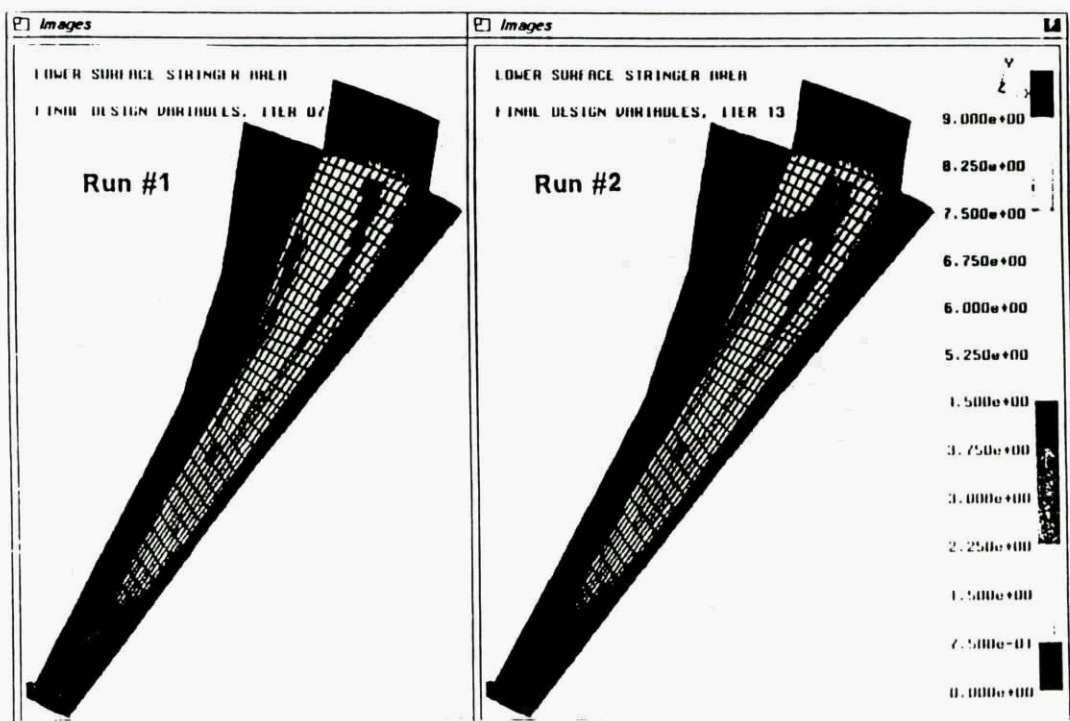 Images
LOWER SURFACE STRINGER AREA
FINAL DESIGN VARIABLES, ITER 07
Run #1
Images
LOWER SURFACE STRINGER AREA
FINAL DESIGN VARIABLES, ITER 13
Run #2
Y
Z X
9.000e+00
8.250e+00
7.500e+00
6.750e+00
6.000e+00
5.250e+00
4.500e+00
3.750e+00
3.000e+00
2.250e+00
1.500e+00
7.500e-01
0.000e+00